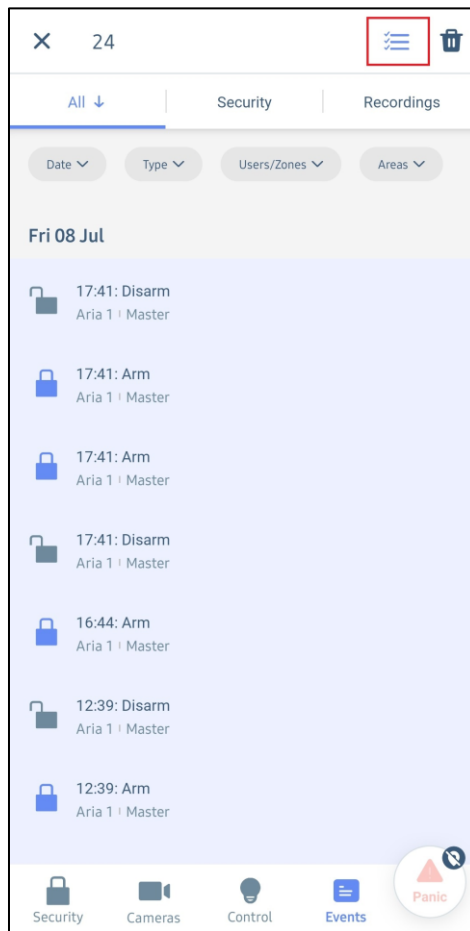 24
All ↓ Security Recordings
Date Type Users/Zones Areas
Fri 08 Jul
17:41: Disarm
Aria 1 | Master
17:41: Arm
Aria 1 | Master
17:41: Arm
Aria 1 | Master
17:41: Disarm
Aria 1 | Master
16:44: Arm
Aria 1 | Master
12:39: Disarm
Aria 1 | Master
12:39: Arm
Aria 1 | Master
Panic
Security Cameras Control Events